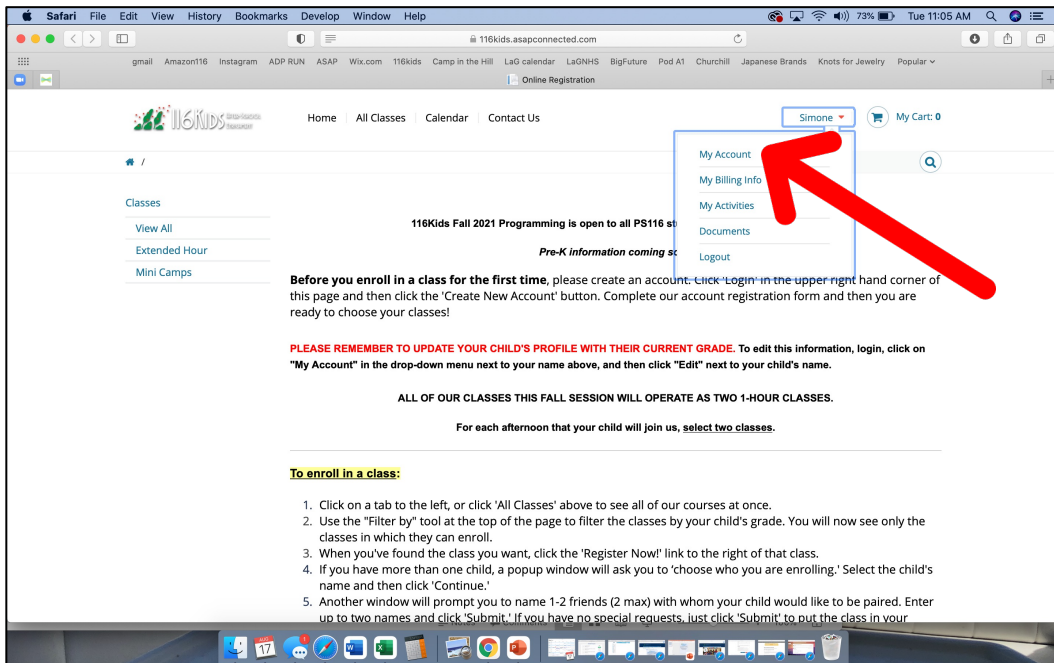 Safari File Edit View History Bookmarks Develop Window Help 73% Tue 11:05 AM
116kids.asapconnected.com
gmail Amazon116 Instagram ADP RUN ASAP Wix.com 116kids Camp in the Hill LaG calendar LaGNHS BigFuture Pod A1 Churchill Japanese Brands Knots for Jewelry Popular
Online Registration
116Kids Home All Classes Calendar Contact Us Simone My Cart: 0
/
My Account
My Billing Info
My Activities
Documents
Logout
Classes
View All
Extended Hour
Mini Camps
116Kids Fall 2021 Programming is open to all PS116
Pre-K information coming
Before you enroll in a class for the first time, please create an account. Click 'Login' in the upper right hand corner of
this page and then click the 'Create New Account' button. Complete our account registration form and then you are
ready to choose your classes!
PLEASE REMEMBER TO UPDATE YOUR CHILD'S PROFILE WITH THEIR CURRENT GRADE. To edit this information, login, click on
"My Account" in the drop-down menu next to your name above, and then click "Edit" next to your child's name.
ALL OF OUR CLASSES THIS FALL SESSION WILL OPERATE AS TWO 1-HOUR CLASSES.
For each afternoon that your child will join us, select two classes.
To enroll in a class:
1. Click on a tab to the left, or click 'All Classes' above to see all of our courses at once.
2. Use the "Filter by" tool at the top of the page to filter the classes by your child's grade. You will now see only the
classes in which they can enroll.
3. When you've found the class you want, click the 'Register Now!' link to the right of that class.
4. If you have more than one child, a popup window will ask you to ‘choose who you are enrolling.' Select the child's
name and then click 'Continue.'
5. Another window will prompt you to name 1-2 friends (2 max) with whom your child would like to be paired. Enter
up to two names and click 'Submit.' If you have no special requests, just click 'Submit' to put the class in your
AUG
17